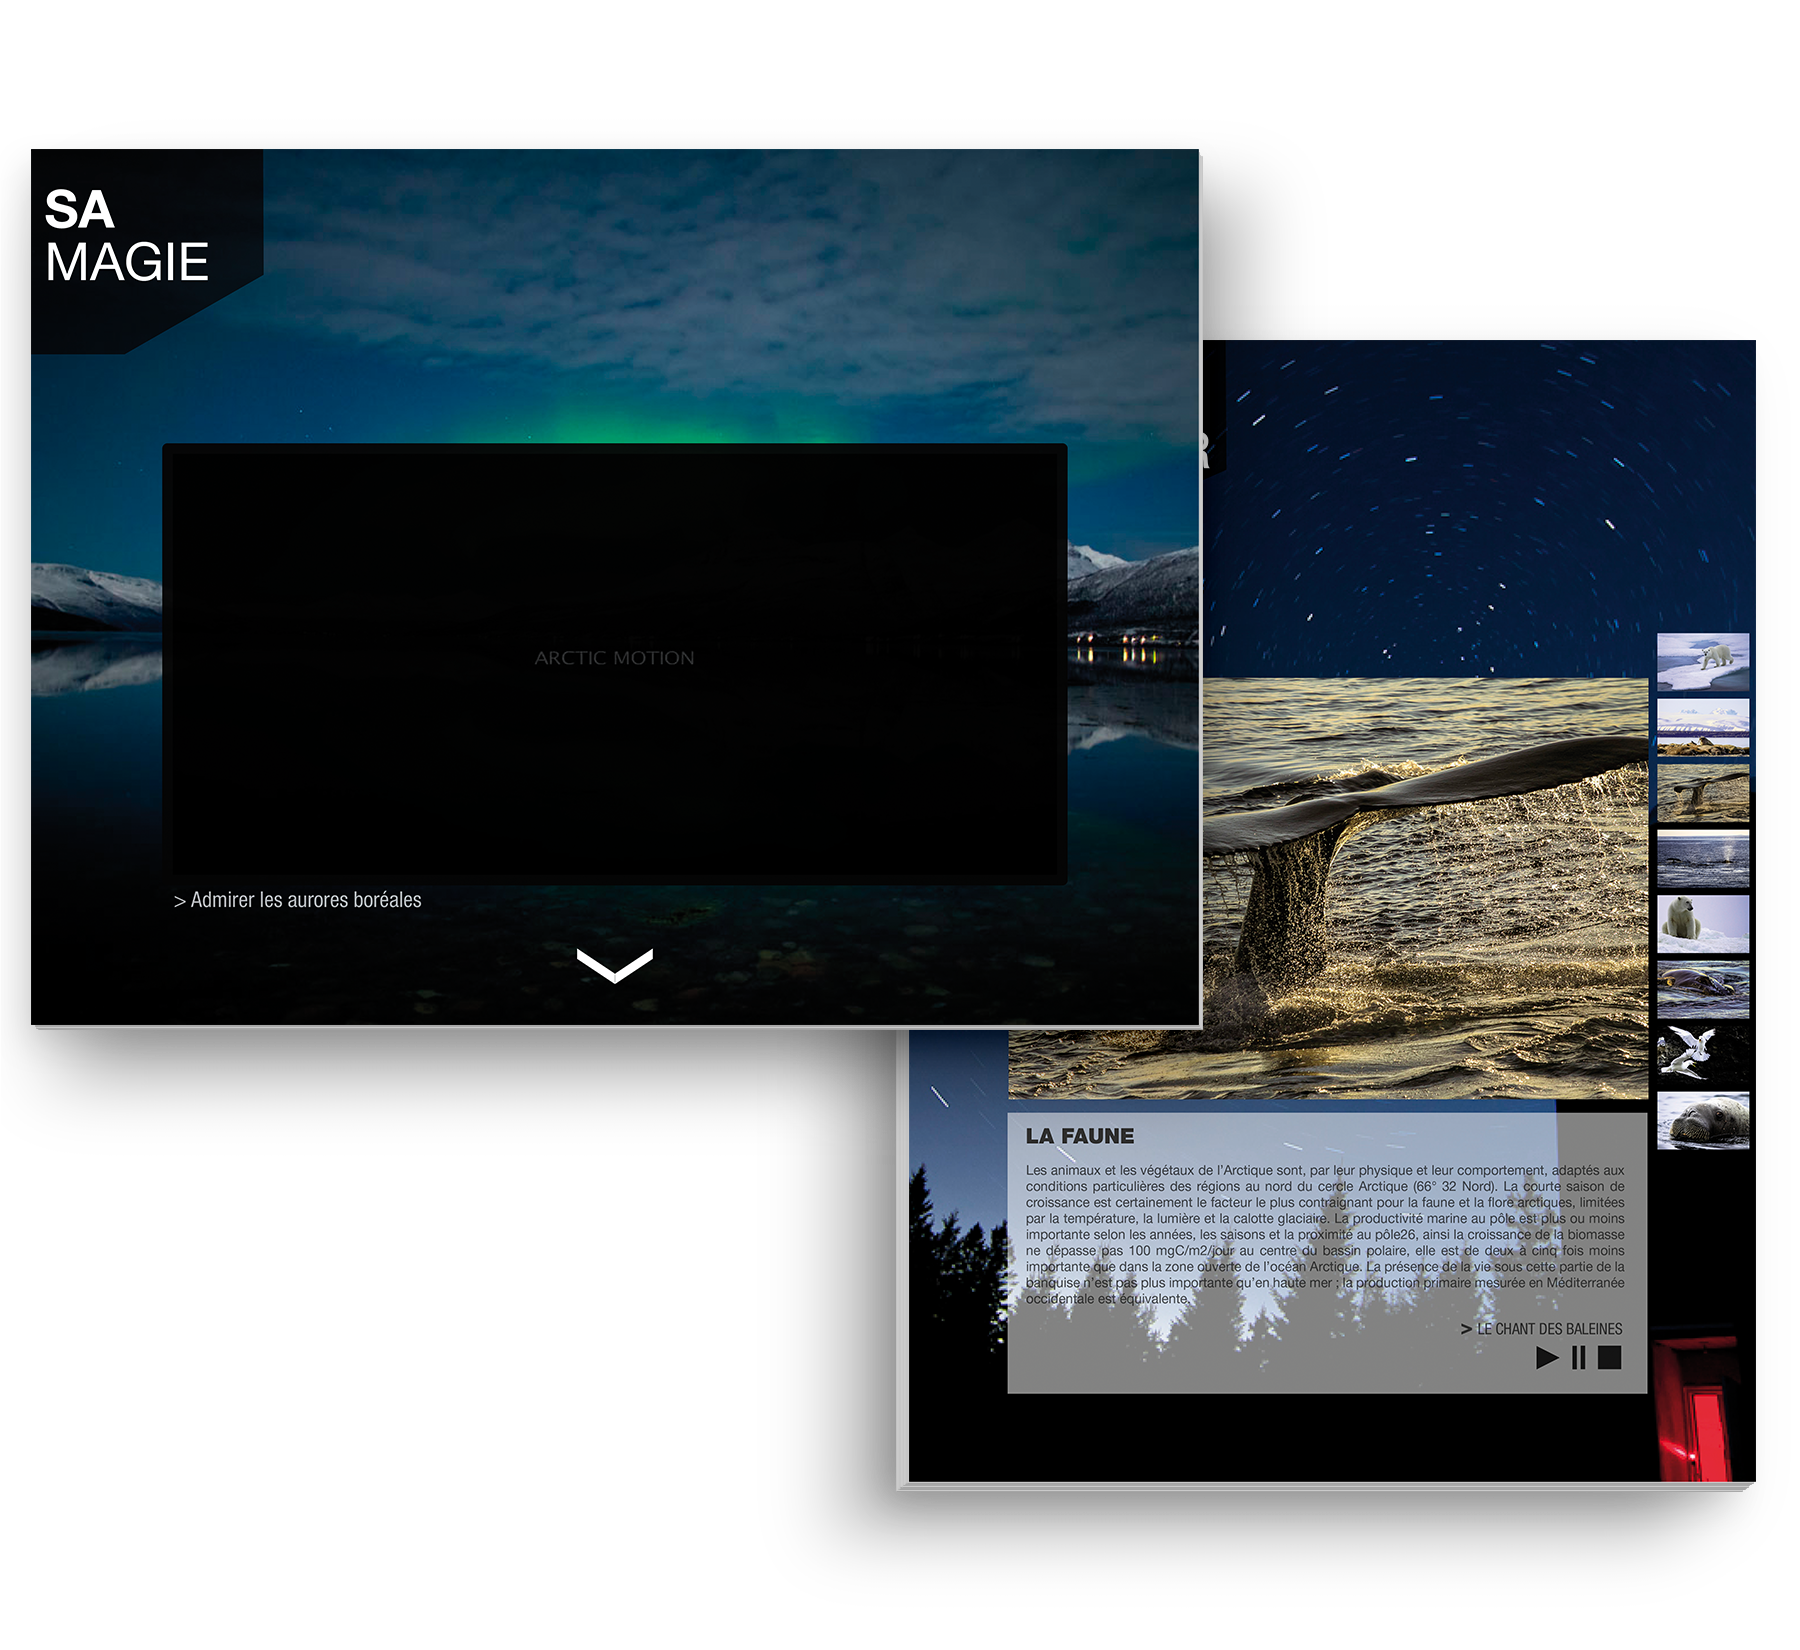 SA
MAGIE
ARCTIC MOTION
> Admirer les aurores boréales
R
LA FAUNE
Les animaux et les végétaux de l'Arctique sont, par leur physique et leur comportement, adaptés aux
conditions particulières des régions au nord du cercle Arctique (66° 32 Nord). La courte saison de
croissance est certainement le facteur le plus contraignant pour la faune et la flore arctiques, limitées
par la température, la lumière et la calotte glaciaire. La productivité marine au pôle est plus ou moins
importante selon les années, les saisons et la proximité au pôle26, ainsi la croissance de la biomasse
ne dépasse pas 100 mgC/m2/jour au centre du bassin polaire, elle est de deux à cinq fois moins
importante que dans la zone ouverte de l'océan Arctique. La présence de la vie sous cette partie de la
banquise n'est pas plus importante qu'en haute mer ; la production primaire mesurée en Méditerranée
occidentale est équivalente.
> LE CHANT DES BALEINES